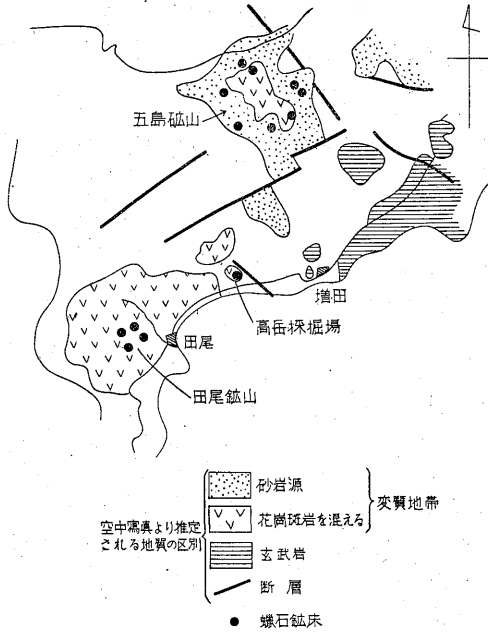 五島砿山
増田
高岳採掘場
田尾
田尾鉱山
砂岩源
花崗斑岩を混える
変質地帯
空中寫真より推定
される地質の区別
玄武岩
断層
蠟石鉱床